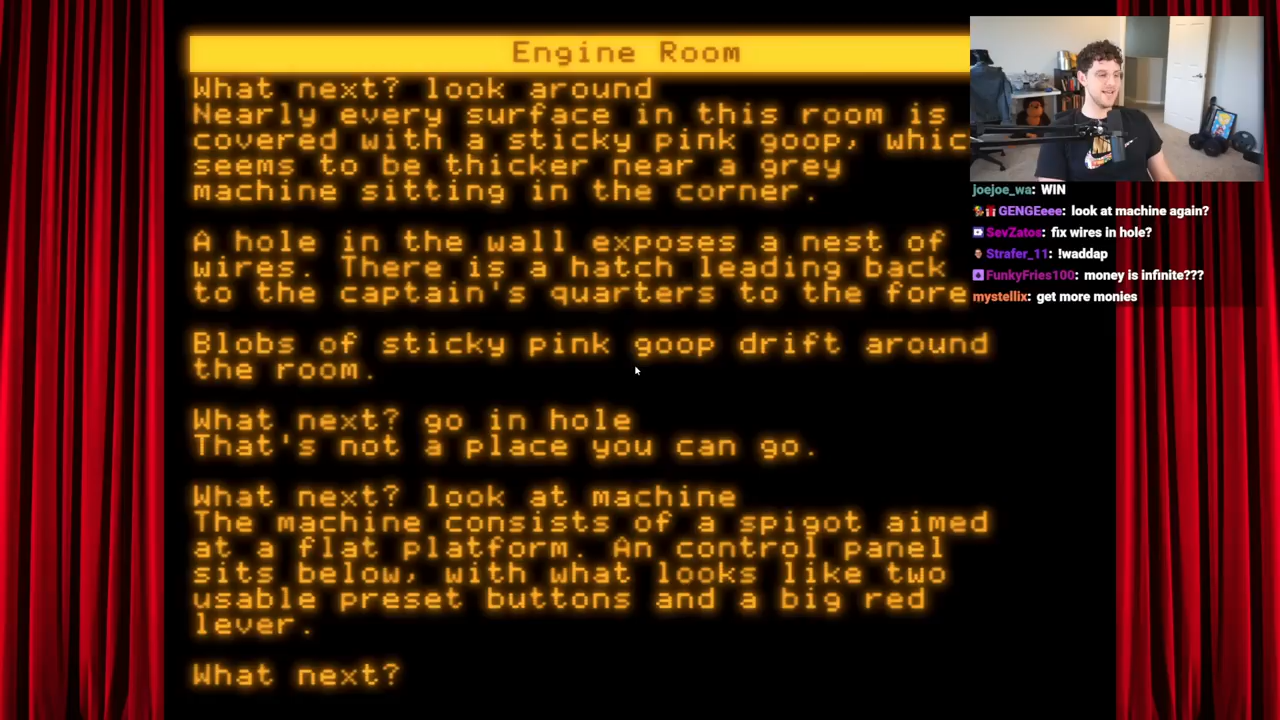 Engine Room
What next? look around
Nearly every surface in this room is
covered with a sticky pink goop, whic
seems to be thicker near a grey
machine sitting in the corner.
A hole in the wall exposes a nest of
wires. There is a hatch leading back
to the captain's quarters to the fore
Blobs of sticky pink goop drift around
the room.
What next? go in hole
That's not a place you can go.
What next? look at machine
The machine consists of a spigot aimed
at a flat platform. An control panel
sits below, with what looks like two
usable preset buttons and a big red
lever.
What next?
joejoe_wa: WIN
GENGEeee: look at machine again?
SevZatos: fix wires in hole?
Strafer_11: !waddap
FunkyFries100: money is infinite???
mystellix: get more monies